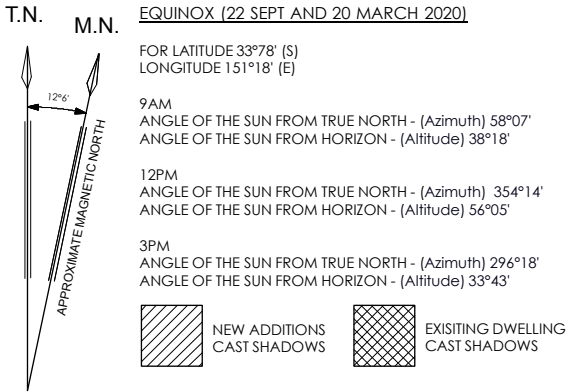 T.N.
M.N.
12°6'
APPROXIMATE MAGNETIC NORTH
EQUINOX (22 SEPT AND 20 MARCH 2020)
FOR LATITUDE 33°78' (S)
LONGITUDE 151°18' (E)
9AM
ANGLE OF THE SUN FROM TRUE NORTH - (Azimuth) 58°07'
ANGLE OF THE SUN FROM HORIZON - (Altitude) 38°18'
12PM
ANGLE OF THE SUN FROM TRUE NORTH - (Azimuth) 354°14'
ANGLE OF THE SUN FROM HORIZON - (Altitude) 56°05'
3PM
ANGLE OF THE SUN FROM TRUE NORTH - (Azimuth) 296°18'
ANGLE OF THE SUN FROM HORIZON - (Altitude) 33°43'
NEW ADDITIONS
CAST SHADOWS
EXISITING DWELLING
CAST SHADOWS